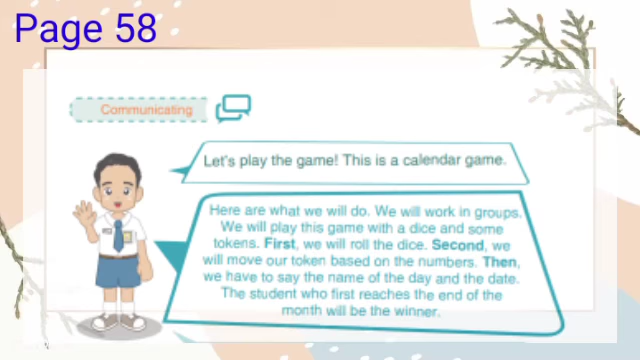 Page 58
Communicating
Let's play the game! This is a calendar game.
Here are what we will do. We will work in groups.
We will play this game with a dice and some
tokens. First, we will roll the dice. Second, we
will move our token based on the numbers. Then,
we have to say the name of the day and the date.
The student who first reaches the end of the
month will be the winner.